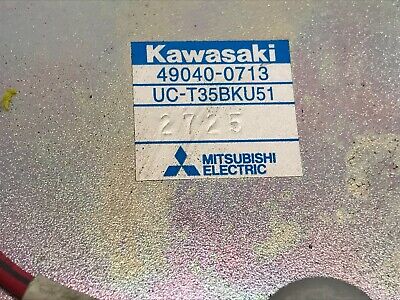 Kawasaki
49040-0713
UC-T35BKU51
2725
MITSUBISHI
ELECTRIC